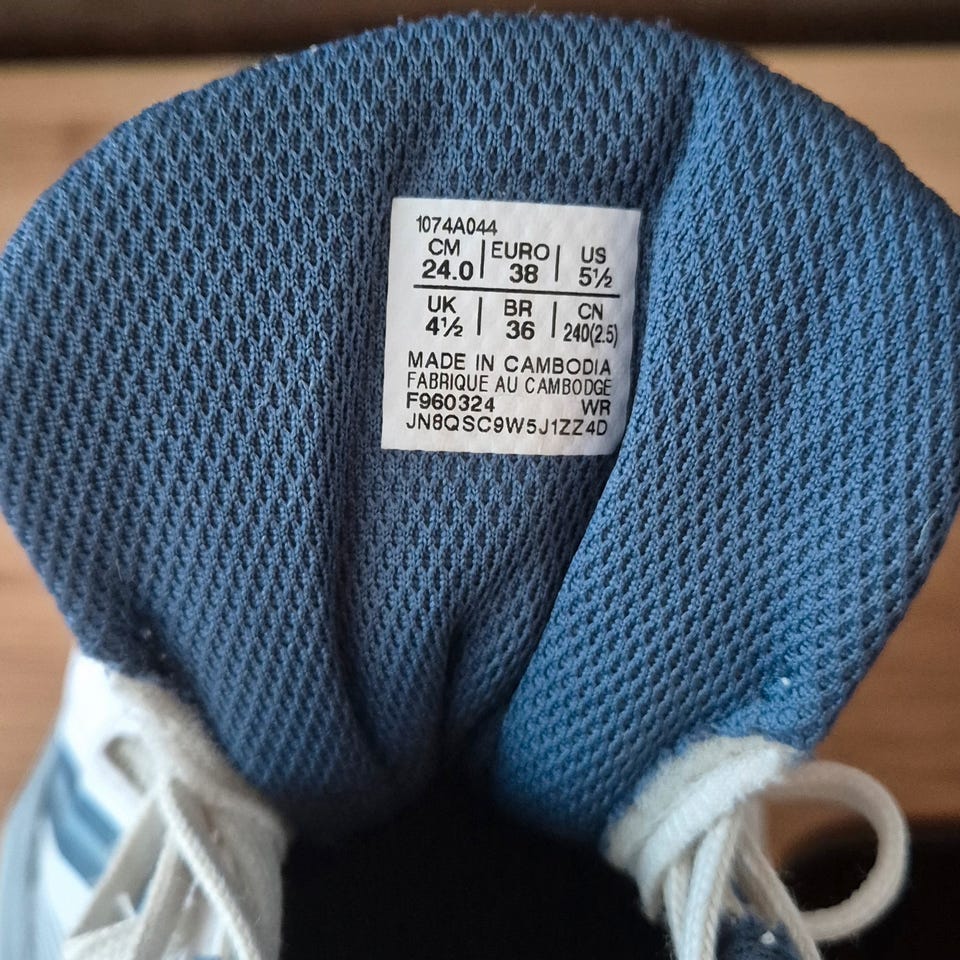 1074A044
CM | EURO | US
24.0 | 38 | 5½
UK | BR | CN
4½ | 36 | 240(2.5)
MADE IN CAMBODIA
FABRIQUE AU CAMBODGE
F960324 WR
JN8QSC9W5J1ZZ4D